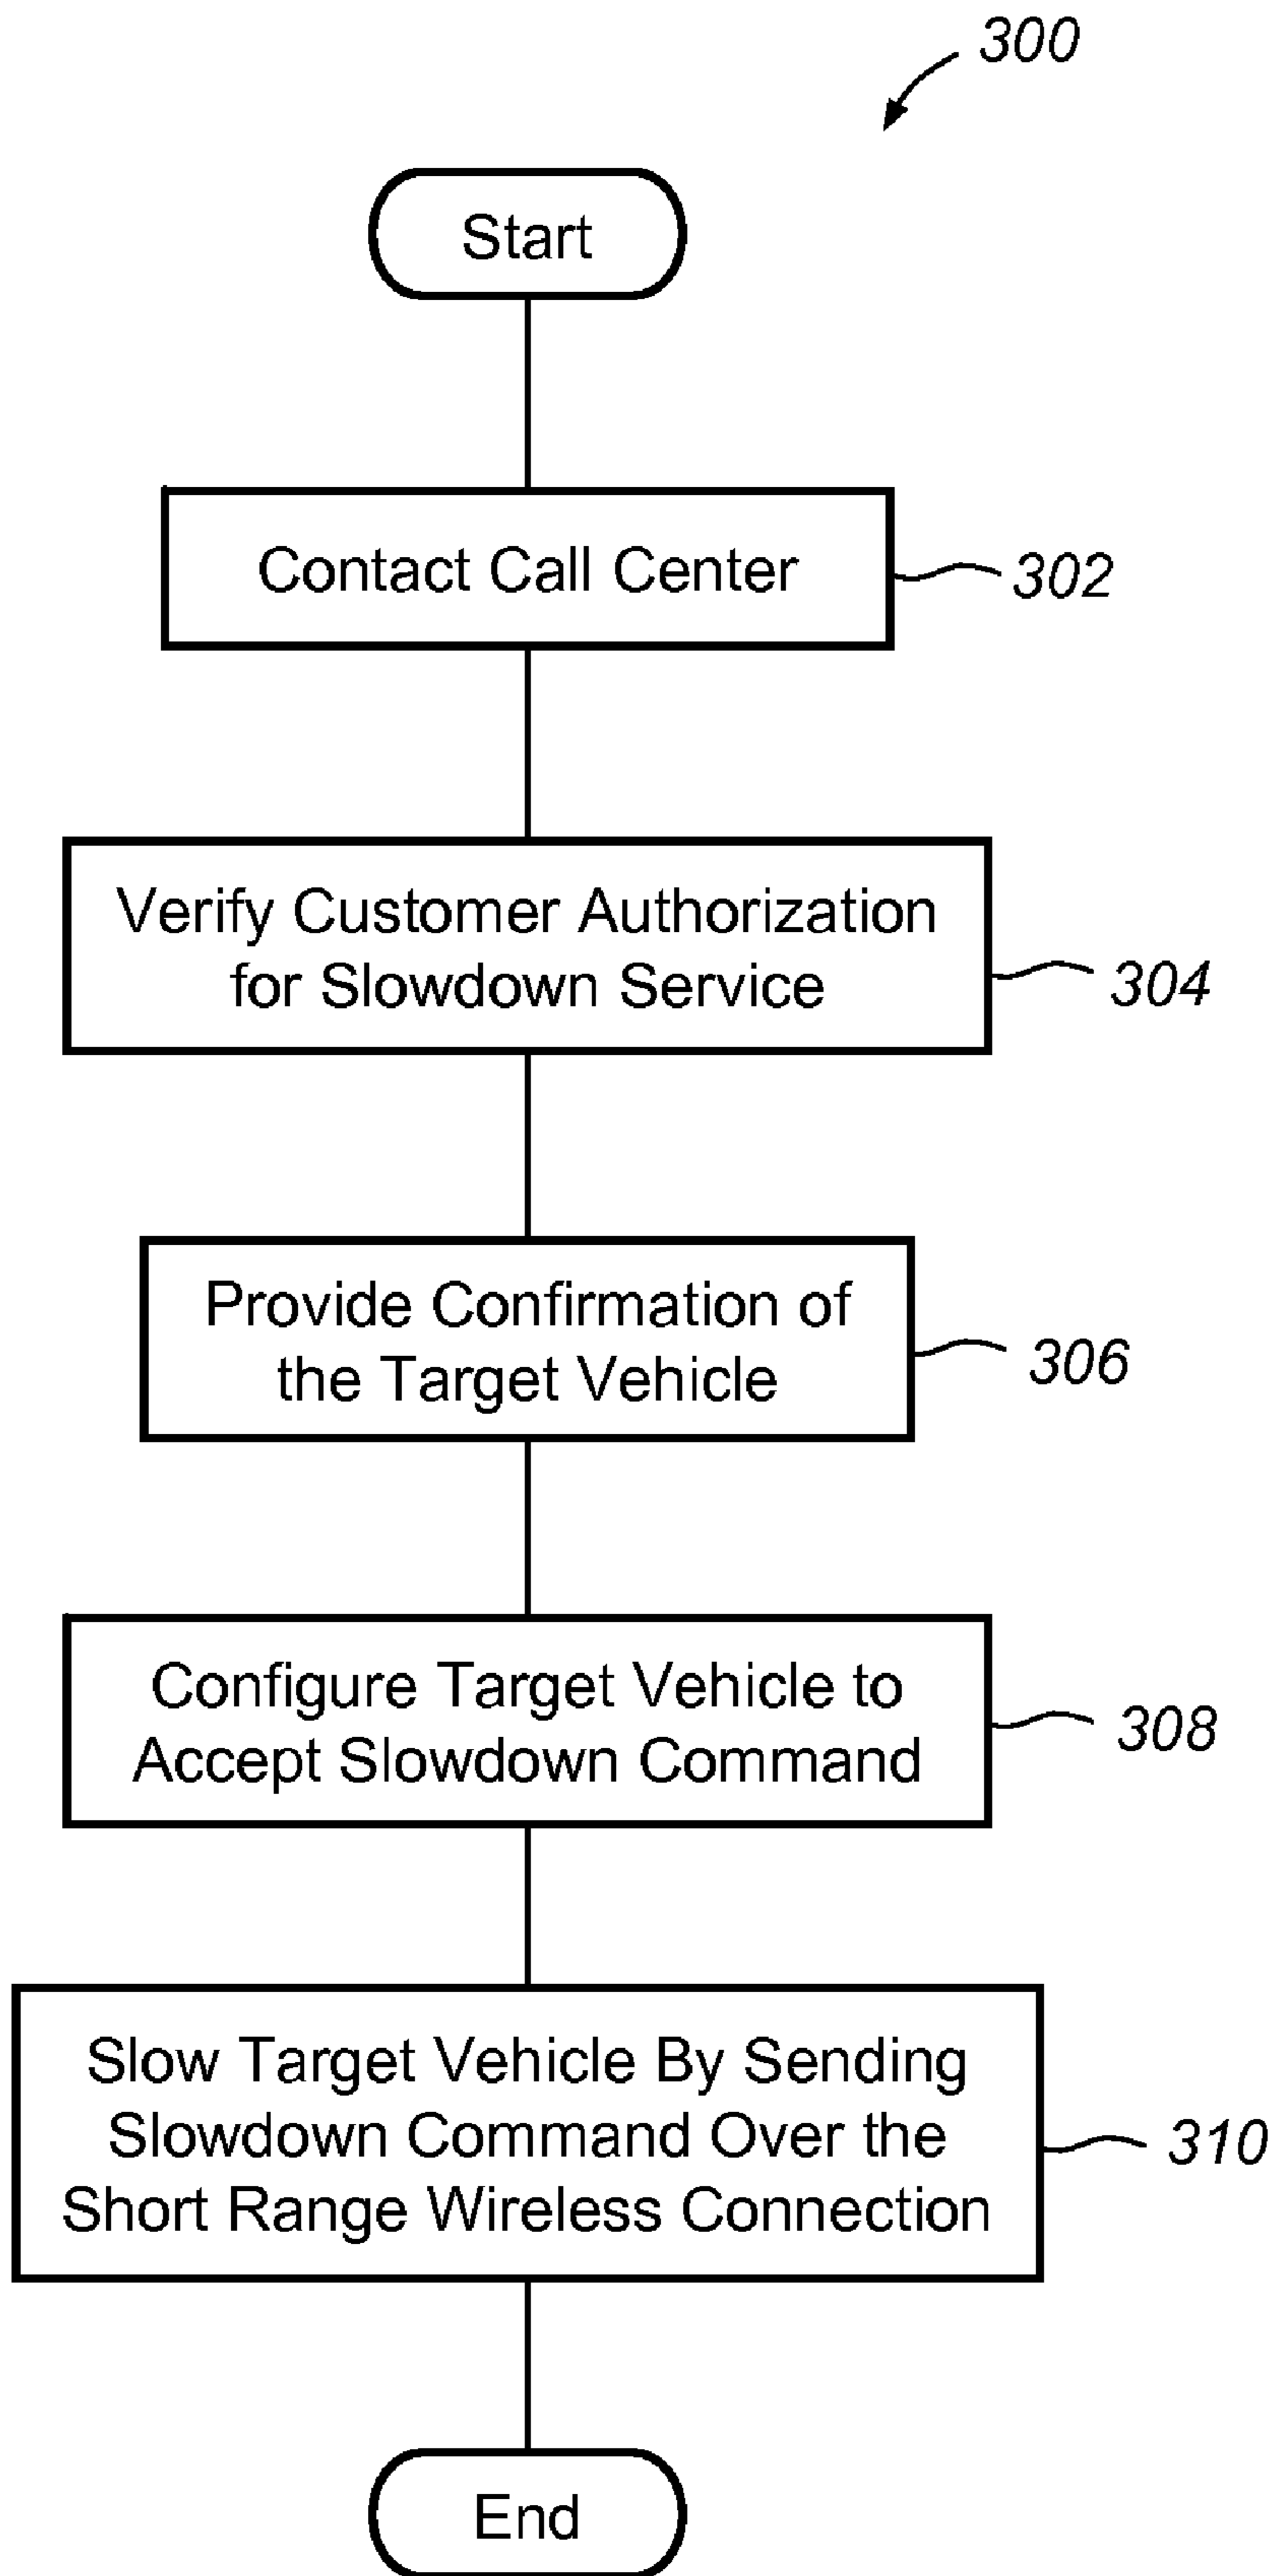 300
Start
Contact Call Center
302
Verify Customer Authorization
for Slowdown Service
304
Provide Confirmation of
the Target Vehicle
306
Configure Target Vehicle to
Accept Slowdown Command
308
Slow Target Vehicle By Sending
Slowdown Command Over the
Short Range Wireless Connection
310
End